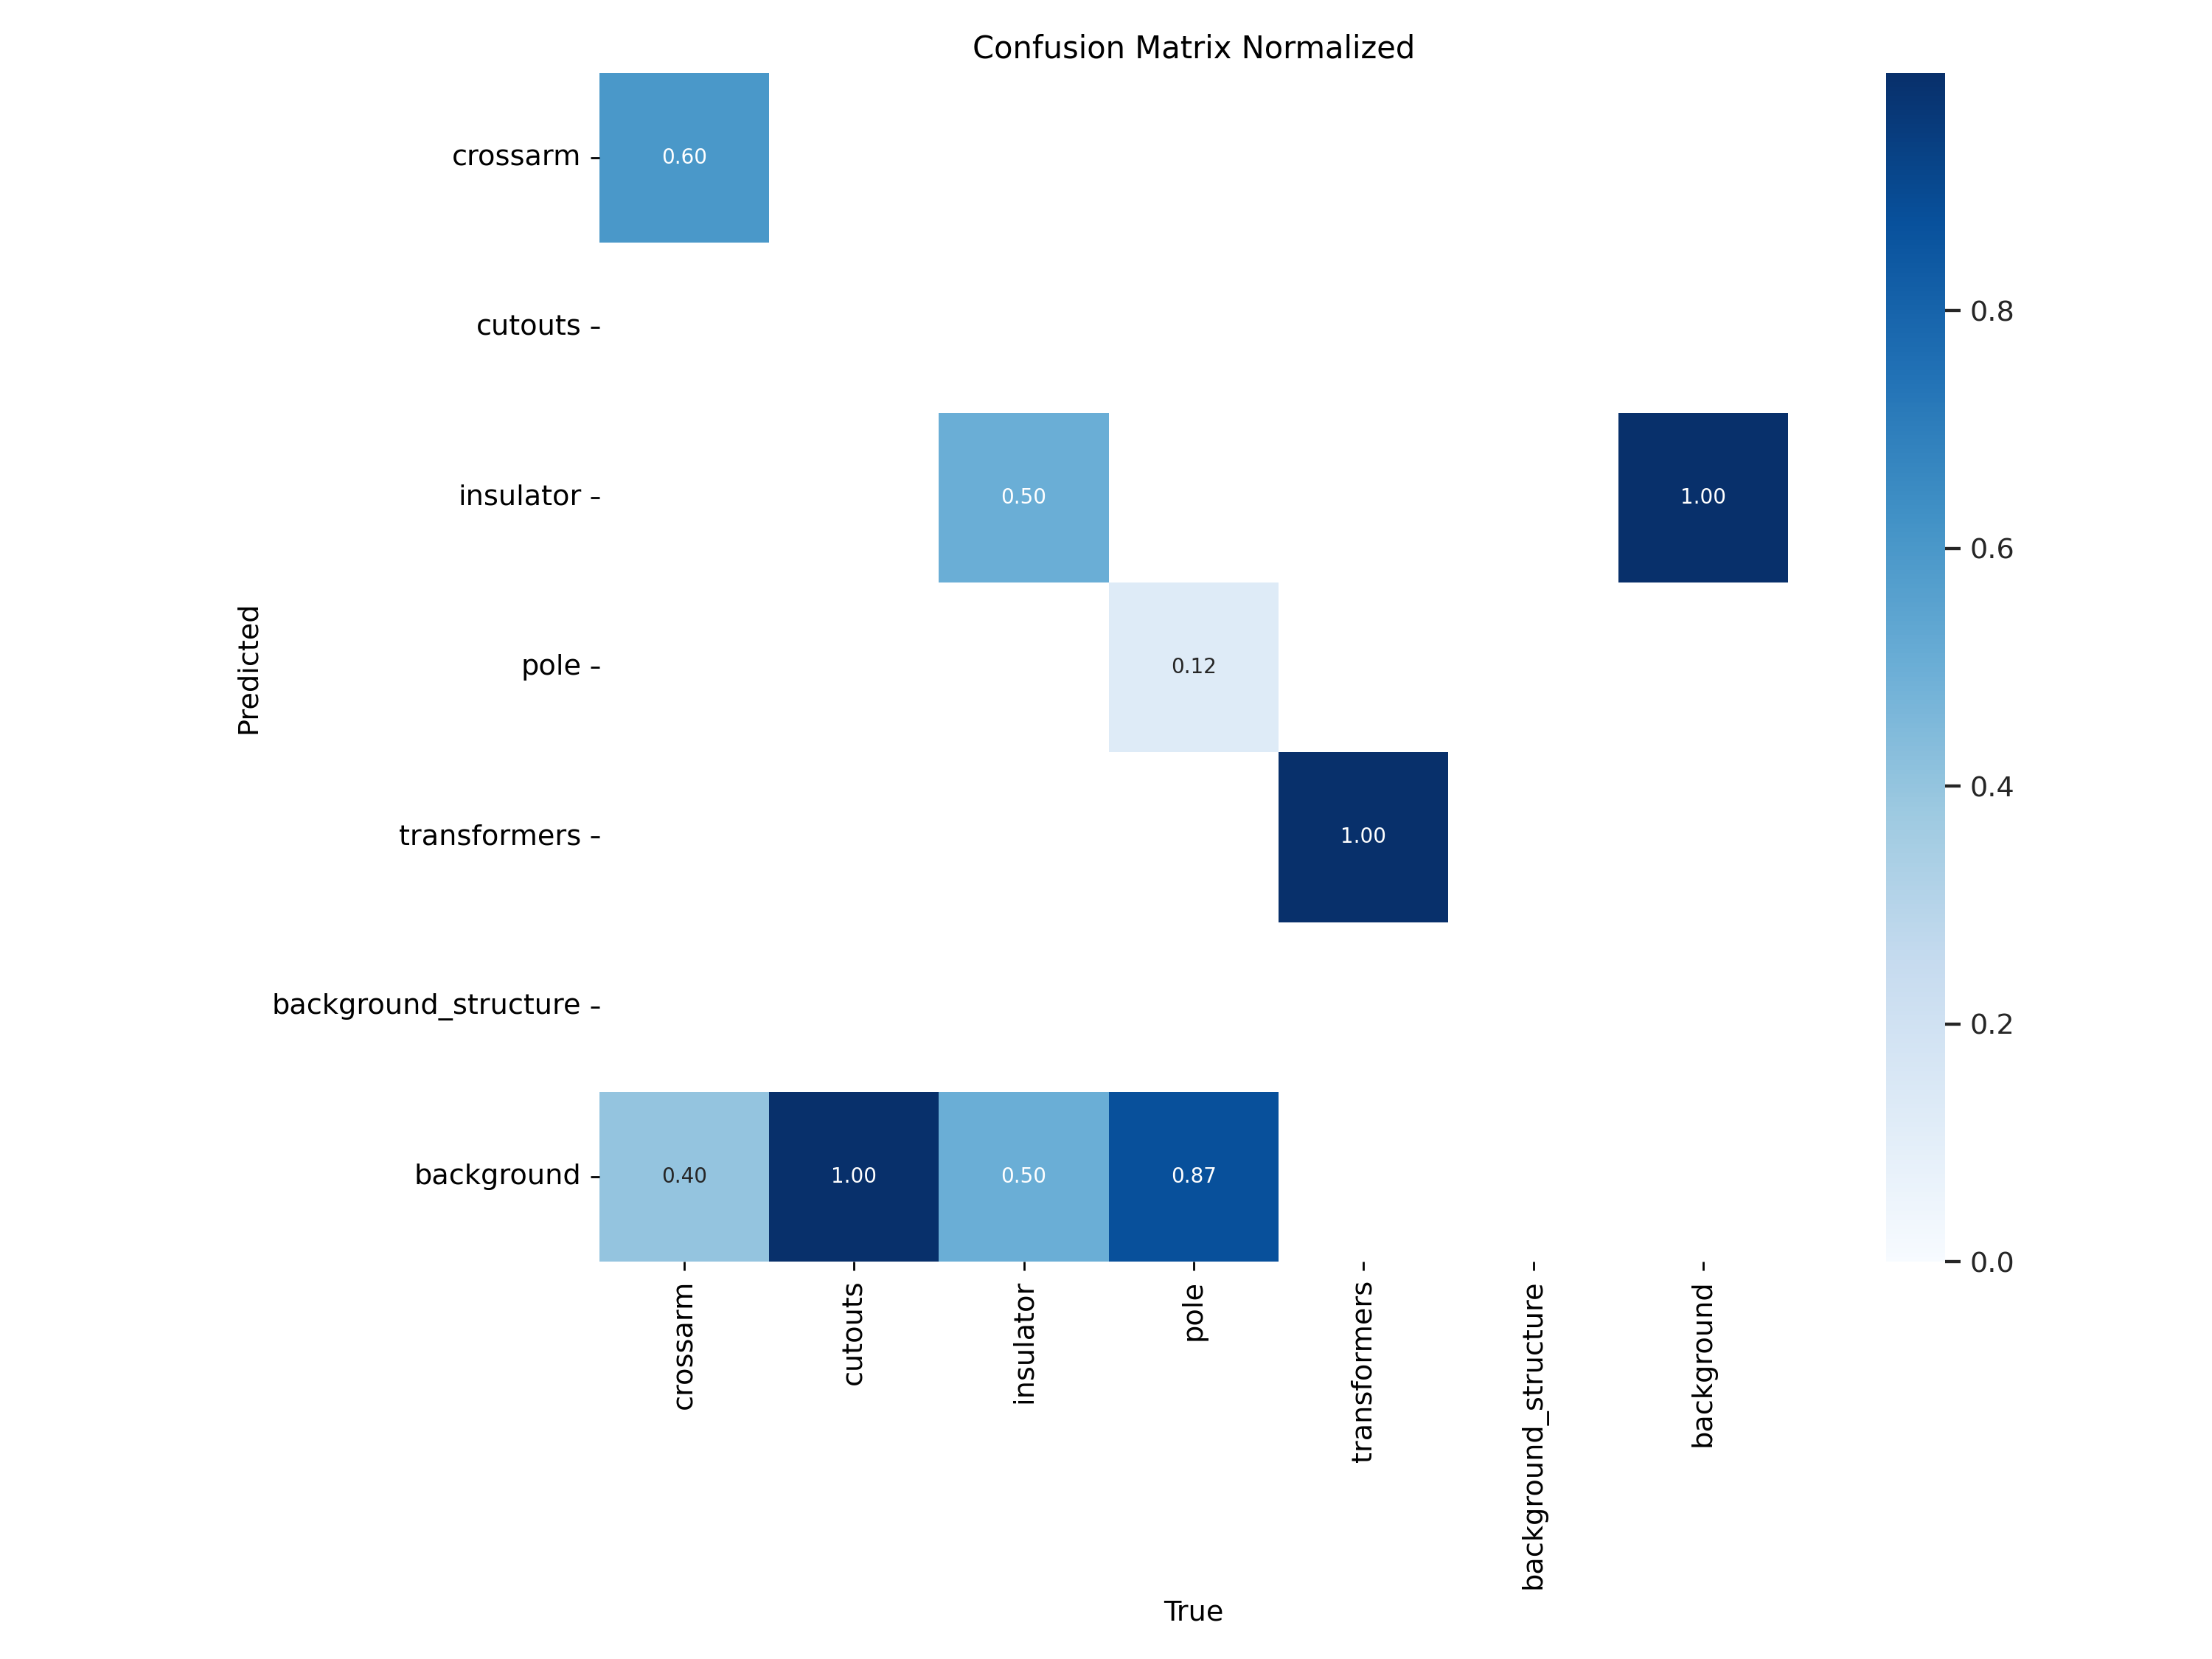 Confusion Matrix Normalized
crossarm
0.60
cutouts
0.8
insulator
0.50
1.00
0.6
Predicted
pole
0.12
0.4
transformers
1.00
background_structure
0.2
background
0.40
1.00
0.50
0.87
0.0
crossarm
cutouts
insulator
pole
transformers
background_structure
background
True